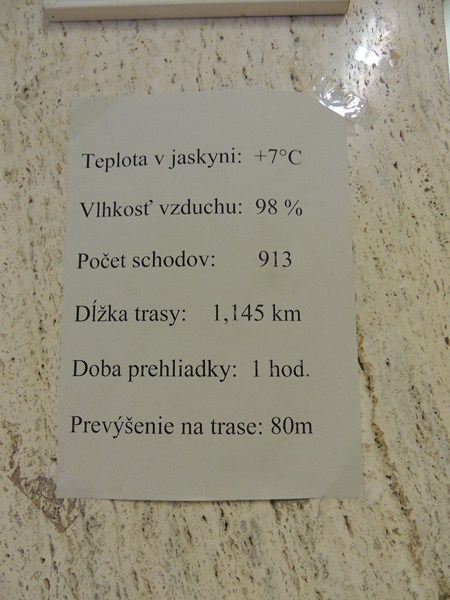 Teplota v jaskyni: +7°C
Vlhkosť vzduchu: 98 %
Počet schodov: 913
Dĺžka trasy: 1,145 km
Doba prehliadky: 1 hod.
Prevýšenie na trase: 80m